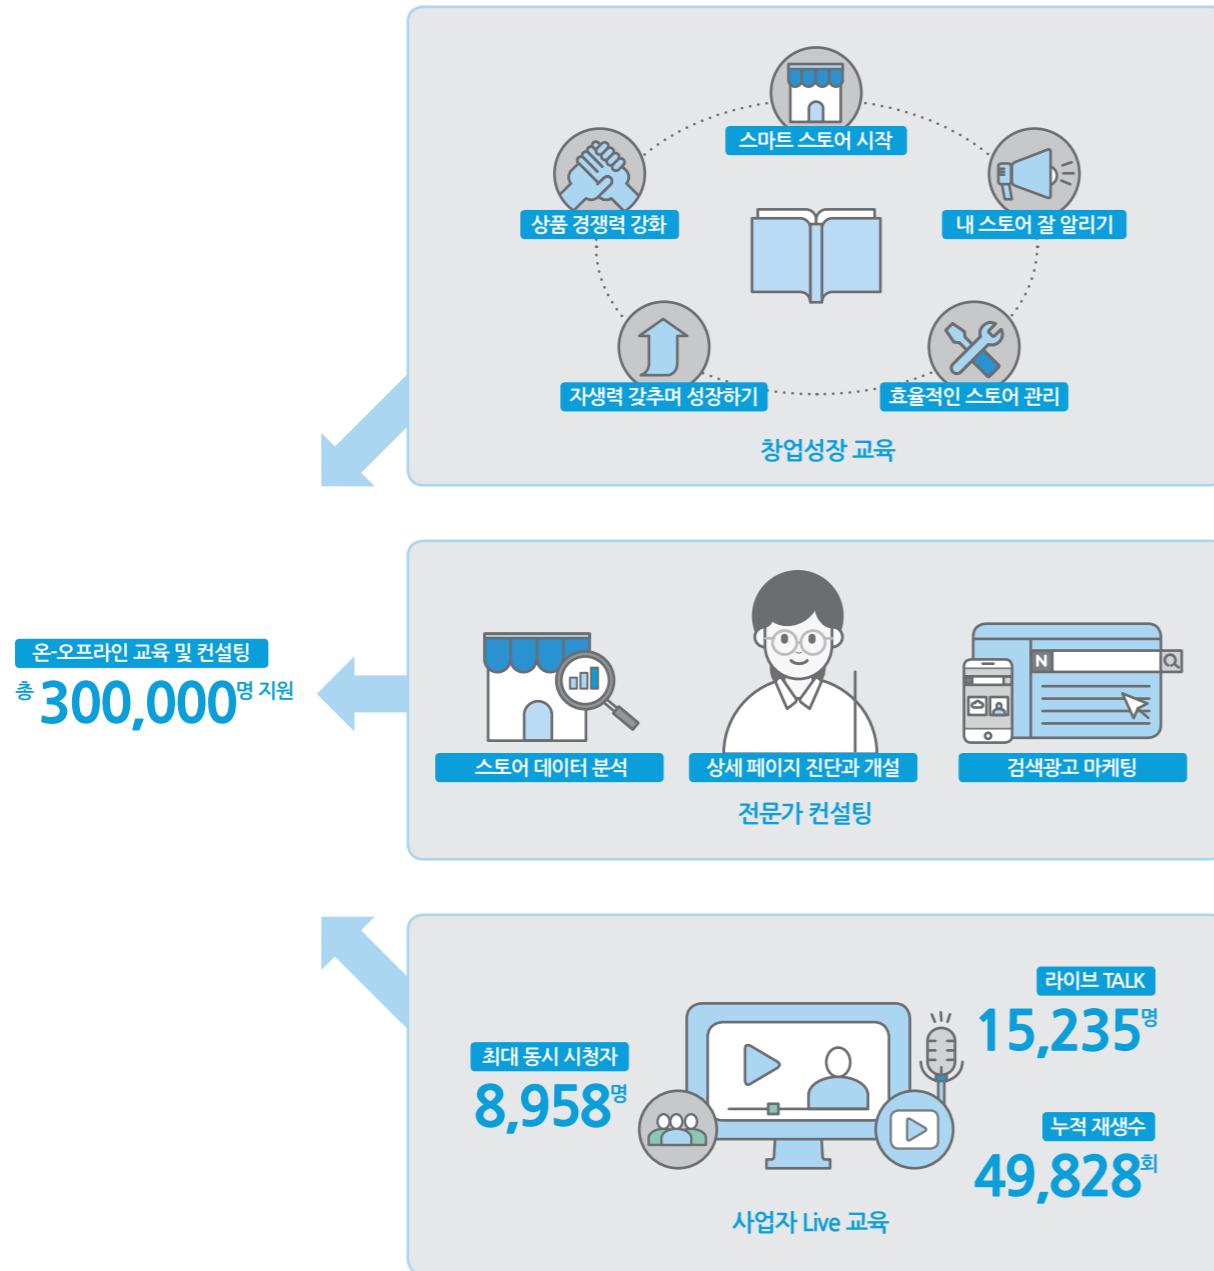 스마트 스토어 시작
상품 경쟁력 강화
내 스토어 잘 알리기
자생력 갖추며 성장하기
효율적인 스토어 관리
창업성장 교육
온-오프라인 교육 및 컨설팅
총 300,000명 지원
N
스토어 데이터 분석
상세 페이지 진단과 개설
검색광고 마케팅
전문가 컨설팅
라이브 TALK
15,235명
최대 동시 시청자
8,958명
누적 재생수
49,828회
사업자 Live 교육